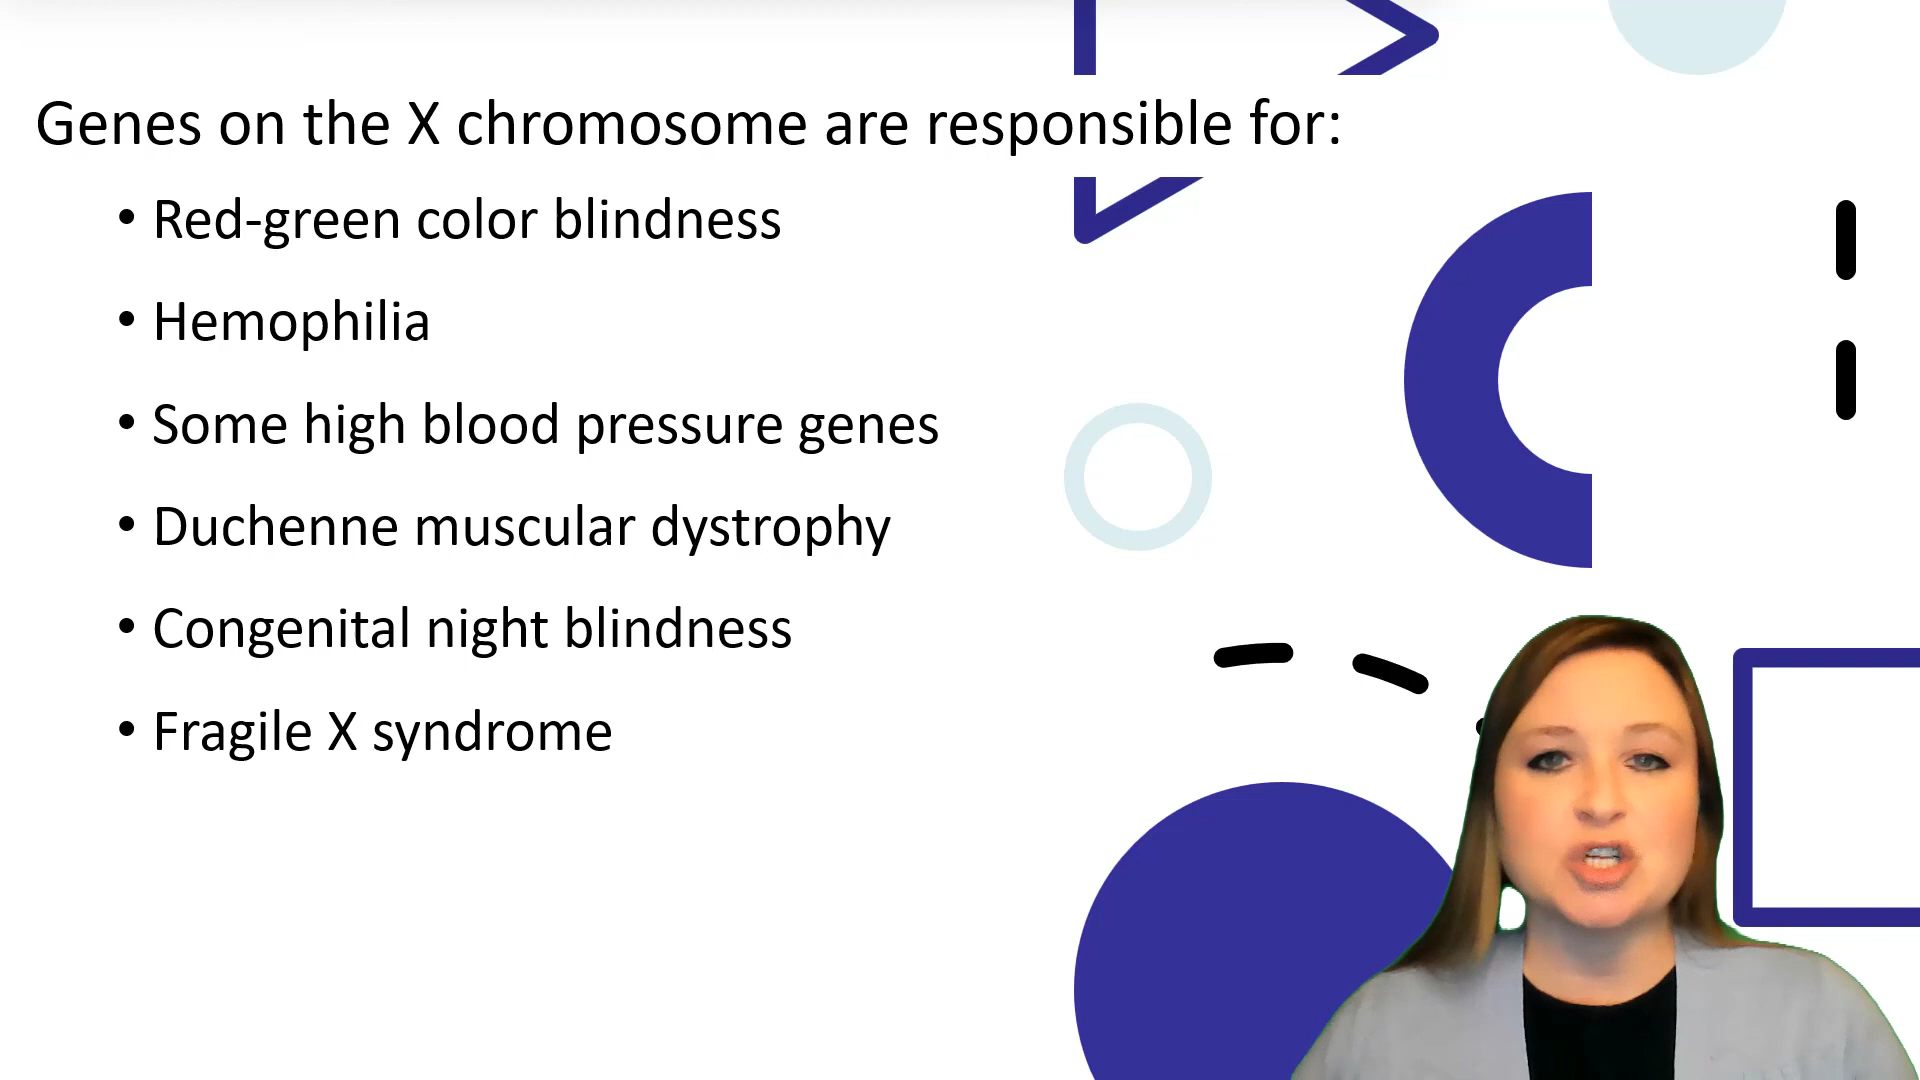 Genes on the X chromosome are responsible for:
• Red-green color blindness
• Hemophilia
• Some high blood pressure genes
• Duchenne muscular dystrophy
• Congenital night blindness
• Fragile X syndrome